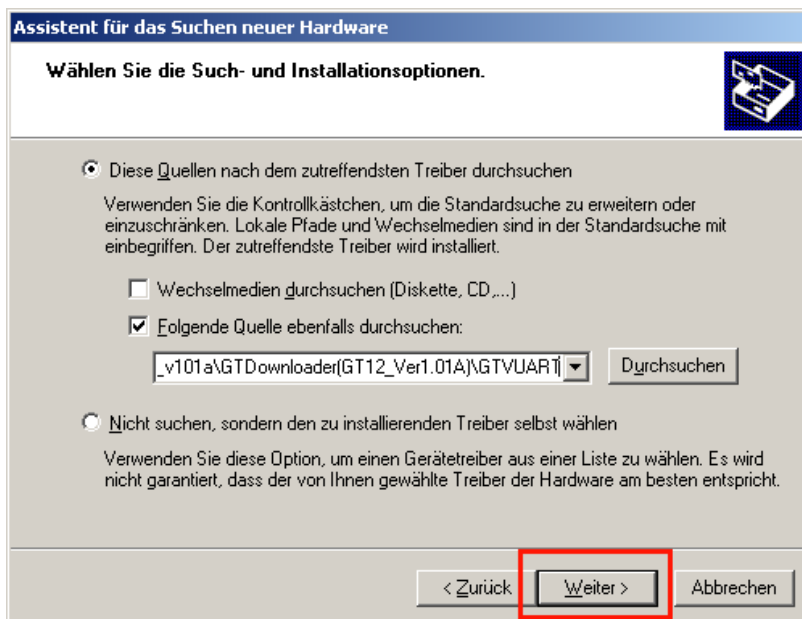 Assistent für das Suchen neuer Hardware
Wählen Sie die Such- und Installationsoptionen.
Diese Quellen nach dem zutreffendsten Treiber durchsuchen
Verwenden Sie die Kontrollkästchen, um die Standardsuche zu erweitern oder
einzuschränken. Lokale Pfade und Wechselmedien sind in der Standardsuche mit
einbegriffen. Der zutreffendste Treiber wird installiert.
Wechselmedien durchsuchen (Diskette, CD,...)
Folgende Quelle ebenfalls durchsuchen:
_v101a\GTDownloader(GT12_Ver1.01A)\GTVUART
Durchsuchen
Nicht suchen, sondern den zu installierenden Treiber selbst wählen
Verwenden Sie diese Option, um einen Gerätetreiber aus einer Liste zu wählen. Es wird
nicht garantiert, dass der von Ihnen gewählte Treiber der Hardware am besten entspricht.
< Zurück Weiter > Abbrechen